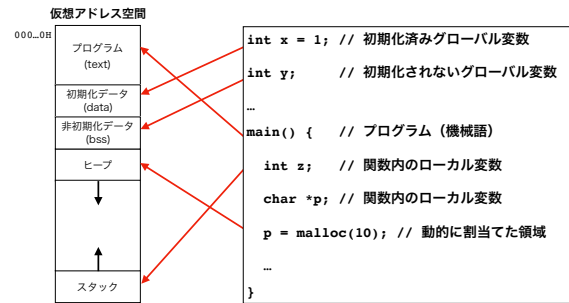 仮想アドレス空間
000…0H
プログラム
(text)
初期化データ
(data)
非初期化データ
(bss)
ヒープ
スタック
int x = 1; // 初期化済みグローバル変数
int y; // 初期化されないグローバル変数
…
main() { // プログラム（機械語）
int z; // 関数内のローカル変数
char *p; // 関数内のローカル変数
p = malloc(10); // 動的に割当てた領域
…
}